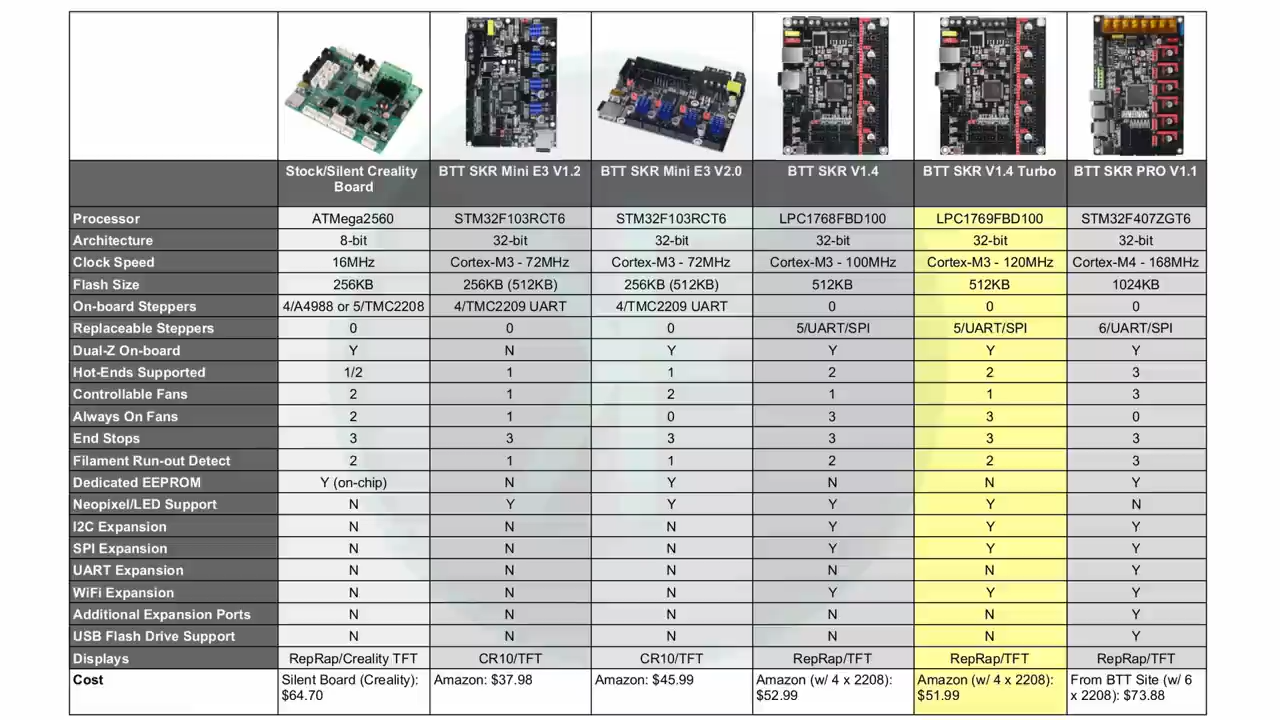 Stock/Silent Creality Board BTT SKR Mini E3 V1.2 BTT SKR Mini E3 V2.0 BTT SKR V1.4 BTT SKR V1.4 Turbo BTT SKR PRO V1.1
Processor ATMega2560 STM32F103RCT6 STM32F103RCT6 LPC1768FBD100 LPC1769FBD100 STM32F407ZGT6
Architecture 8-bit 32-bit 32-bit 32-bit 32-bit 32-bit
Clock Speed 16MHz Cortex-M3 - 72MHz Cortex-M3 - 72MHz Cortex-M3 - 100MHz Cortex-M3 - 120MHz Cortex-M4 - 168MHz
Flash Size 256KB 256KB (512KB) 256KB (512KB) 512KB 512KB 1024KB
On-board Steppers 4/A4988 or 5/TMC2208 4/TMC2209 UART 4/TMC2209 UART 0 0 0
Replaceable Steppers 0 0 0 5/UART/SPI 5/UART/SPI 6/UART/SPI
Dual-Z On-board Y N Y Y Y Y
Hot-Ends Supported 1/2 1 1 2 2 3
Controllable Fans 2 1 2 1 1 3
Always On Fans 2 1 0 3 3 0
End Stops 3 3 3 3 3 3
Filament Run-out Detect 2 1 1 2 2 3
Dedicated EEPROM Y (on-chip) N Y N N Y
Neopixel/LED Support N Y Y Y Y N
I2C Expansion N N N Y Y Y
SPI Expansion N N N Y Y Y
UART Expansion N N N N N Y
WiFi Expansion N N N Y Y Y
Additional Expansion Ports N N N N N Y
USB Flash Drive Support N N N N N Y
Displays RepRap/Creality TFT CR10/TFT CR10/TFT RepRap/TFT RepRap/TFT RepRap/TFT
Cost Silent Board (Creality): $64.70 Amazon: $37.98 Amazon: $45.99 Amazon (w/ 4 x 2208): $52.99 Amazon (w/ 4 x 2208): $51.99 From BTT Site (w/ 6 x 2208): $73.88